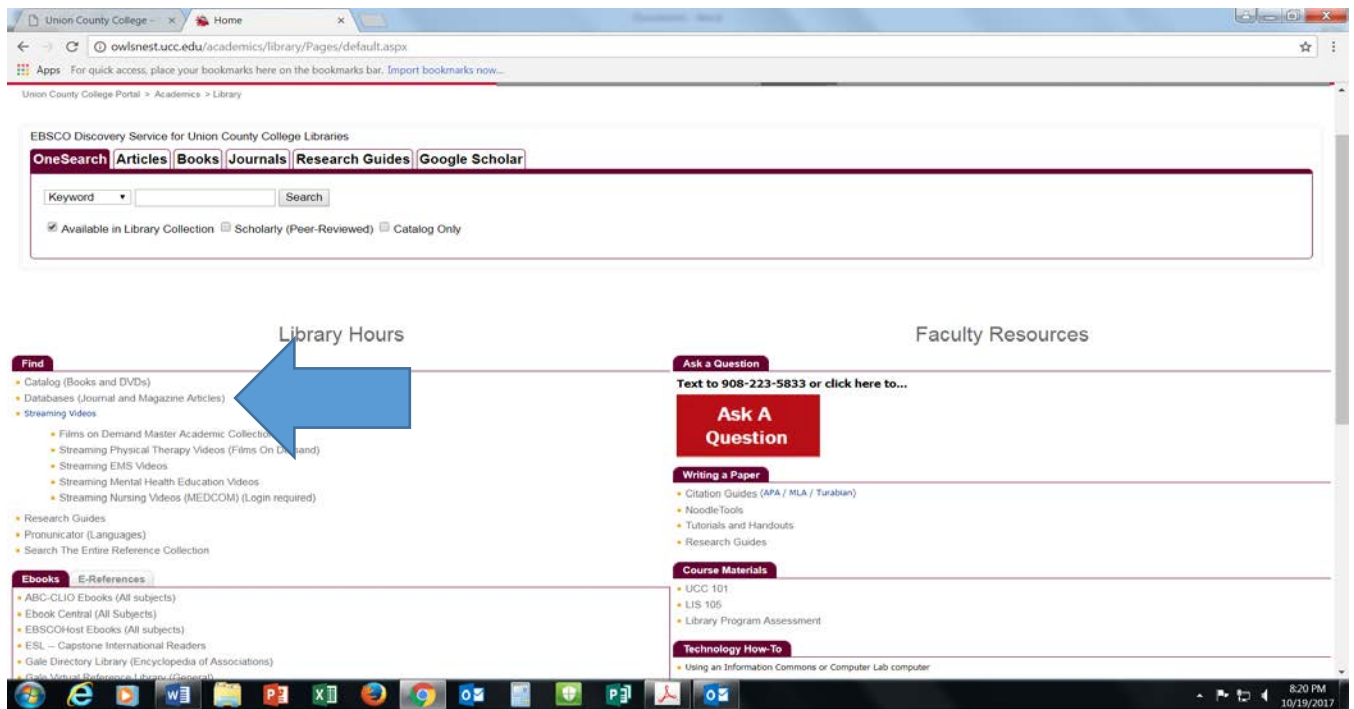 Union County College -
Home
owlsnest.ucc.edu/academics/library/Pages/default.aspx
Apps For quick access, place your bookmarks here on the bookmarks bar. Import bookmarks now...
Union County College Portal > Academics > Library
EBSCO Discovery Service for Union County College Libraries
OneSearch Articles Books Journals Research Guides Google Scholar
Keyword Search
Available in Library Collection Scholarly (Peer-Reviewed) Catalog Only
Library Hours
Find
Catalog (Books and DVDs)
Databases (Journal and Magazine Articles)
Streaming Videos
Films on Demand Master Academic Collection
Streaming Physical Therapy Videos (Films On Demand)
Streaming EMS Videos
Streaming Mental Health Education Videos
Streaming Nursing Videos (MEDCOM) (Login required)
Research Guides
Pronunicator (Languages)
Search The Entire Reference Collection
Ebooks E-References
ABC-CLIO Ebooks (All subjects)
Ebook Central (All Subjects)
EBSCOHost Ebooks (All subjects)
ESL – Capstone International Readers
Gale Directory Library (Encyclopedia of Associations)
Gale Virtual Reference Library (General)
Faculty Resources
Ask a Question
Text to 908-223-5833 or click here to...
Ask A
Question
Writing a Paper
Citation Guides (APA / MLA / Turabian)
NoodleTools
Tutorials and Handouts
Research Guides
Course Materials
UCC 101
LIS 105
Library Program Assessment
Technology How-To
Using an Information Commons or Computer Lab computer
8:20 PM
10/19/2017